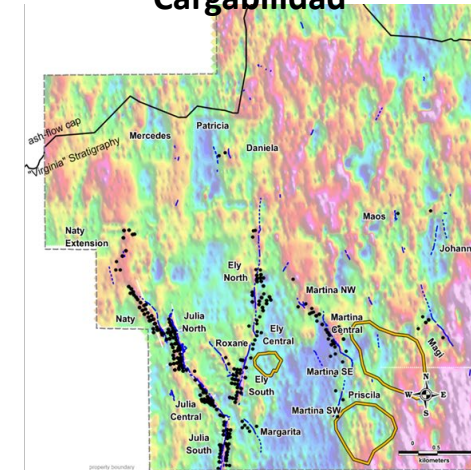 Cargabilidad
ash-flow cap
"Virginia" Stratigraphy
Mercedes
Patricia
Daniela
Naty
Extension
Maos
Johann
Ely
North
Martina NW
Naty
Julia
North
Martina
Central
Ely
Central
Roxane
Magi
Martina SE
Ely
South
Priscila
N
W E
S
Julia
Central
Martina SW
Margarita
Julia
South
0 0.5
kilometers
property boundary